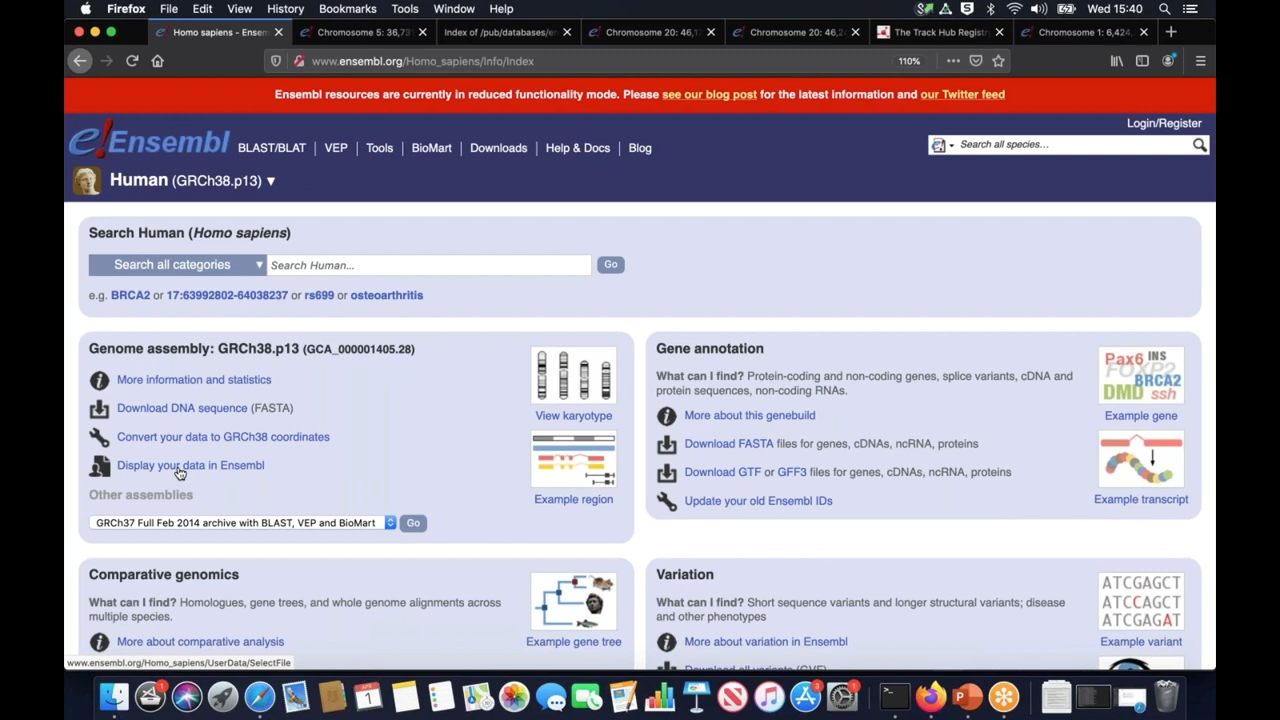 Firefox File Edit View History Bookmarks Tools Window Help Wed 15:40
Homo sapiens - Ensem Chromosome 5: 36,73 Index of /pub/databases/en Chromosome 20: 46,1 Chromosome 20: 46,2 The Track Hub Registr Chromosome 1: 6,424,
www.ensembl.org/Homo_sapiens/Info/Index 110%
Ensembl resources are currently in reduced functionality mode. Please see our blog post for the latest information and our Twitter feed
Login/Register
e!Ensembl BLAST/BLAT VEP Tools BioMart Downloads Help & Docs Blog Search all species...
Human (GRCh38.p13) ▼
Search Human (Homo sapiens)
Search all categories ▼ Search Human... Go
e.g. BRCA2 or 17:63992802-64038237 or rs699 or osteoarthritis
Genome assembly: GRCh38.p13 (GCA_000001405.28)
More information and statistics
Download DNA sequence (FASTA)
Convert your data to GRCh38 coordinates
Display your data in Ensembl
Other assemblies
GRCh37 Full Feb 2014 archive with BLAST, VEP and BioMart Go
View karyotype
Example region
Gene annotation
What can I find? Protein-coding and non-coding genes, splice variants, cDNA and
protein sequences, non-coding RNAs.
More about this genebuild
Download FASTA files for genes, cDNAs, ncRNA, proteins
Download GTF or GFF3 files for genes, cDNAs, ncRNA, proteins
Update your old Ensembl IDs
Pax6 INS
FOXP2
BRCA2
DMD ssh
Example gene
Example transcript
Comparative genomics
What can I find? Homologues, gene trees, and whole genome alignments across
multiple species.
More about comparative analysis
Example gene tree
Variation
What can I find? Short sequence variants and longer structural variants; disease
and other phenotypes
More about variation in Ensembl
Download all variants (GVF)
ATCGAGCT
ATCCAGCT
ATCGAGAT
Example variant
www.ensembl.org/Homo_sapiens/UserData/SelectFile